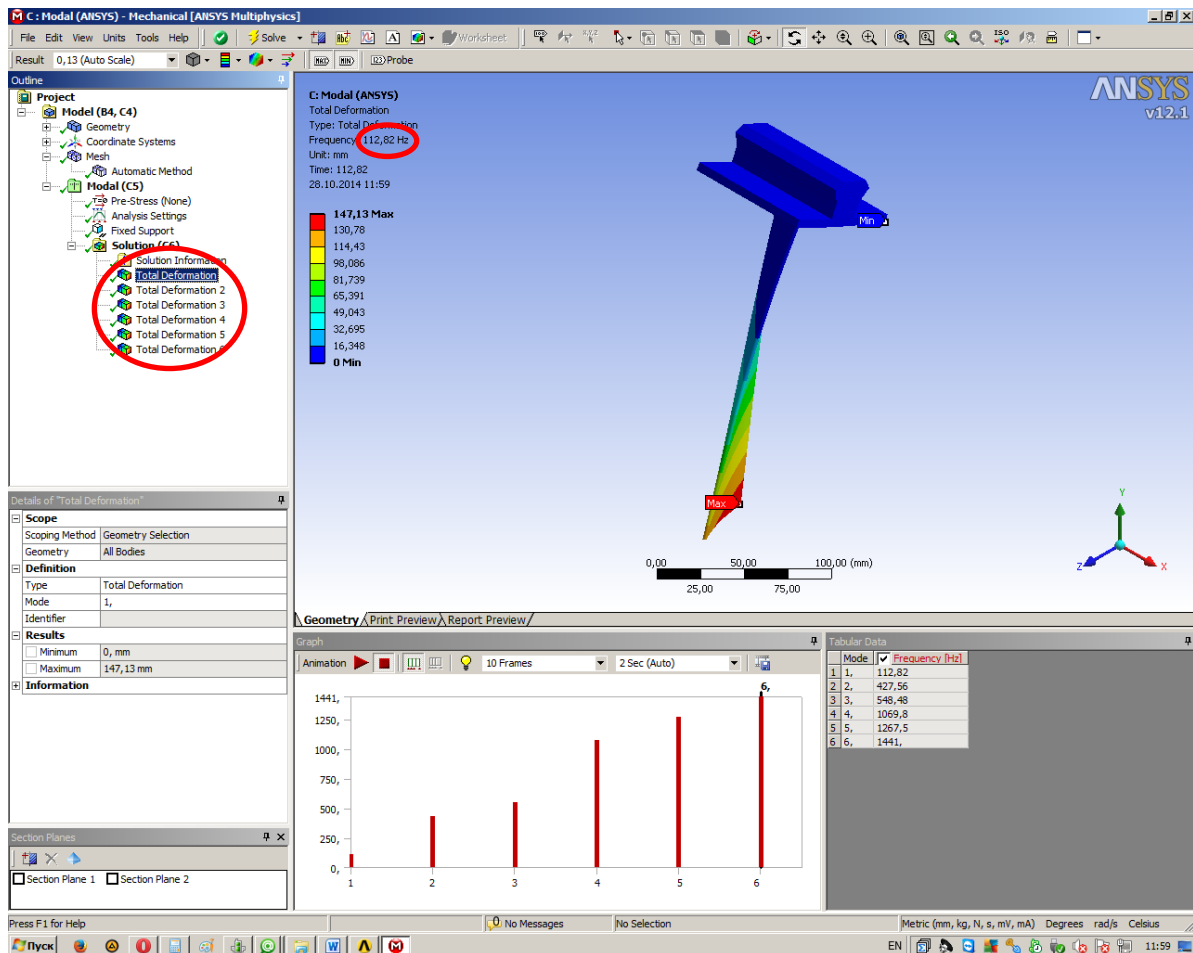 C : Modal (ANSYS) - Mechanical [ANSYS Multiphysics]
File Edit View Units Tools Help Solve Worksheet
Result 0,13 (Auto Scale) Probe
Outline
Project
Model (B4, C4)
Geometry
Coordinate Systems
Mesh
Automatic Method
Modal (C5)
Pre-Stress (None)
Analysis Settings
Fixed Support
Solution (C6)
Solution Information
Total Deformation
Total Deformation 2
Total Deformation 3
Total Deformation 4
Total Deformation 5
Total Deformation
C: Modal (ANSYS)
Total Deformation
Type: Total Deformation
Frequency: 112,82 Hz
Unit: mm
Time: 112,82
28.10.2014 11:59
147,13 Max
130,78
114,43
98,086
81,739
65,391
49,043
32,695
16,348
0 Min
ANSYS
v12.1
Min
Max
0,00 50,00 100,00 (mm)
25,00 75,00
Y
Z X
Geometry Print Preview Report Preview
Details of "Total Deformation"
Scope
Scoping Method Geometry Selection
Geometry All Bodies
Definition
Type Total Deformation
Mode 1,
Identifier
Results
Minimum 0, mm
Maximum 147,13 mm
Information
Section Planes
Section Plane 1 Section Plane 2
Graph
Animation 10 Frames 2 Sec (Auto)
6,
1441,
1250,
1000,
750,
500,
250,
0,
1 2 3 4 5 6
Tabular Data
Mode Frequency [Hz]
1 1, 112,82
2 2, 427,56
3 3, 548,48
4 4, 1069,8
5 5, 1267,5
6 6, 1441,
Press F1 for Help 0 No Messages No Selection Metric (mm, kg, N, s, mV, mA) Degrees rad/s Celsius
Пуск EN 11:59